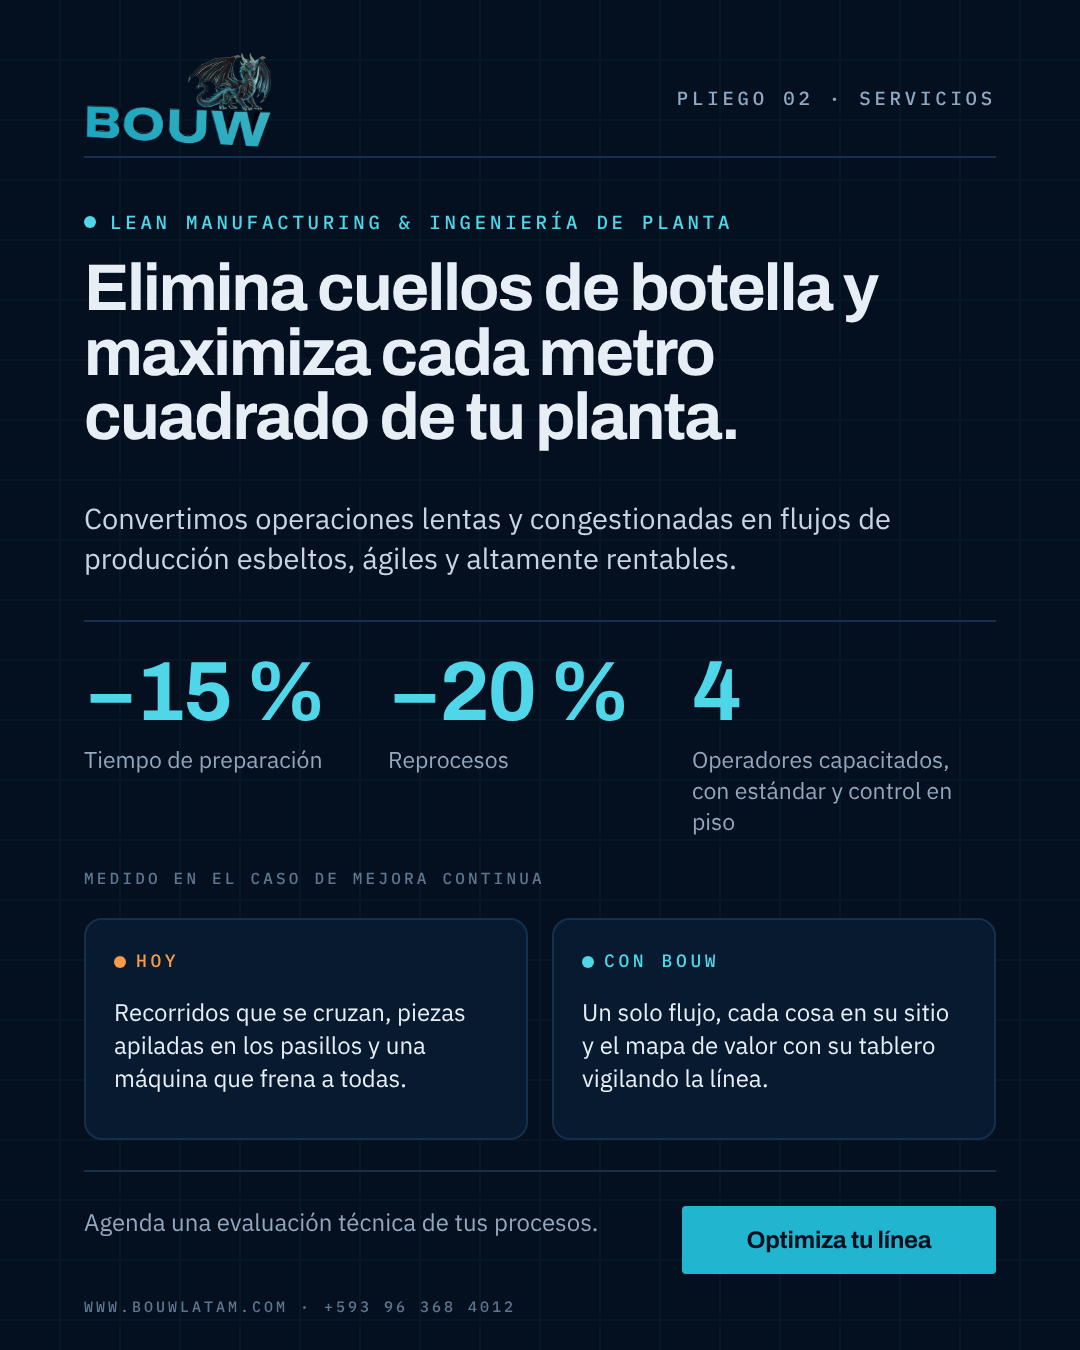 BOUW
PLIEGO 02 · SERVICIOS
LEAN MANUFACTURING & INGENIERÍA DE PLANTA
Elimina cuellos de botella y
maximiza cada metro
cuadrado de tu planta.
Convertimos operaciones lentas y congestionadas en flujos de
producción esbeltos, ágiles y altamente rentables.
–15 %
Tiempo de preparación
–20 %
Reprocesos
4
Operadores capacitados,
con estándar y control en
piso
MEDIDO EN EL CASO DE MEJORA CONTINUA
HOY
Recorridos que se cruzan, piezas
apiladas en los pasillos y una
máquina que frena a todas.
CON BOUW
Un solo flujo, cada cosa en su sitio
y el mapa de valor con su tablero
vigilando la línea.
Agenda una evaluación técnica de tus procesos.
Optimiza tu línea
WWW.BOUWLATAM.COM · +593 96 368 4012